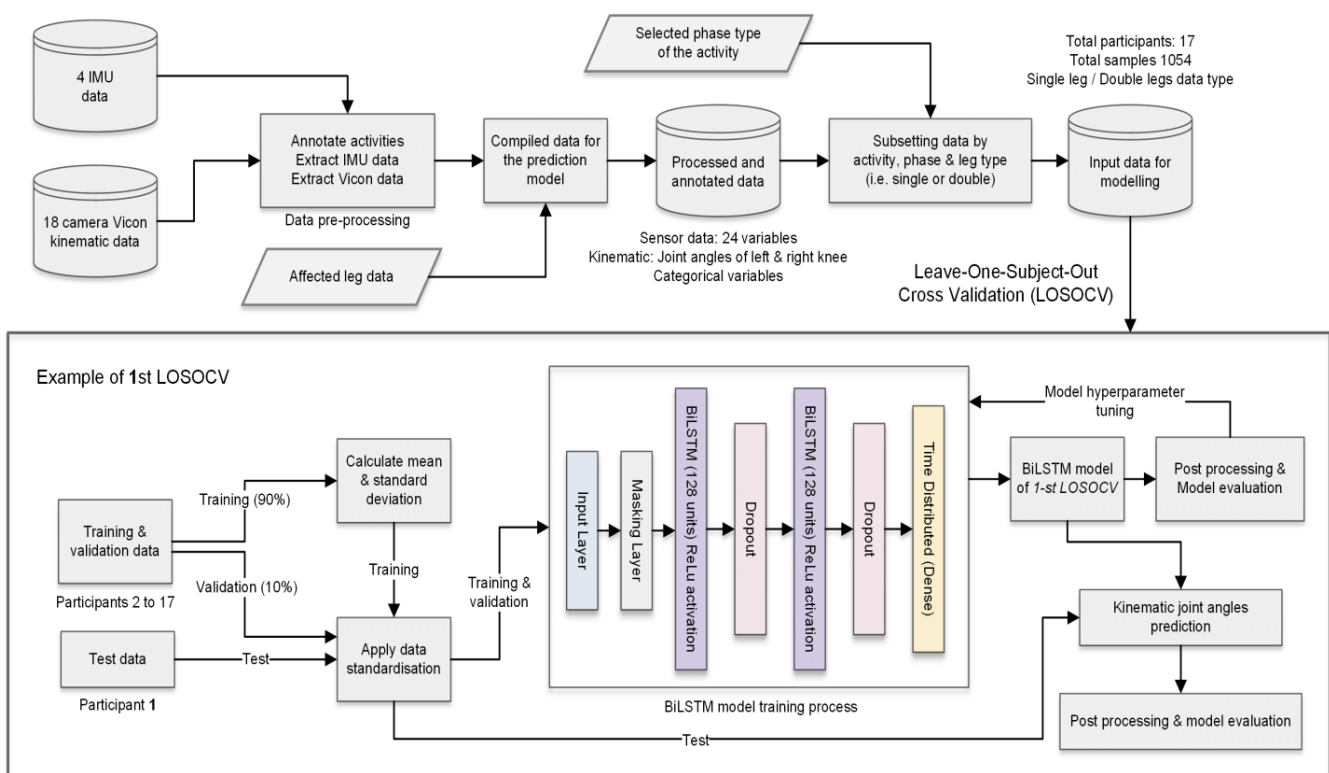 4 IMU
data
18 camera Vicon
kinematic data
Annotate activities
Extract IMU data
Extract Vicon data
Data pre-processing
Affected leg data
Compiled data for
the prediction
model
Selected phase type
of the activity
Processed and
annotated data
Sensor data: 24 variables
Kinematic: Joint angles of left & right knee
Categorical variables
Subsetting data by
activity, phase & leg type
(i.e. single or double)
Total participants: 17
Total samples 1054
Single leg / Double legs data type
Input data for
modelling
Leave-One-Subject-Out
Cross Validation (LOSOCV)
Example of 1st LOSOCV
Training &
validation data
Participants 2 to 17
Training (90%)
Validation (10%)
Test data
Participant 1
Test
Calculate mean
& standard
deviation
Training
Apply data
standardisation
Training &
validation
Input Layer
Masking Layer
BiLSTM (128 units) ReLu activation
Dropout
BiLSTM (128 units) ReLu activation
Dropout
Time Distributed (Dense)
BiLSTM model training process
Model hyperparameter
tuning
BiLSTM model
of 1-st LOSOCV
Post processing &
Model evaluation
Kinematic joint angles
prediction
Post processing & model evaluation
Test